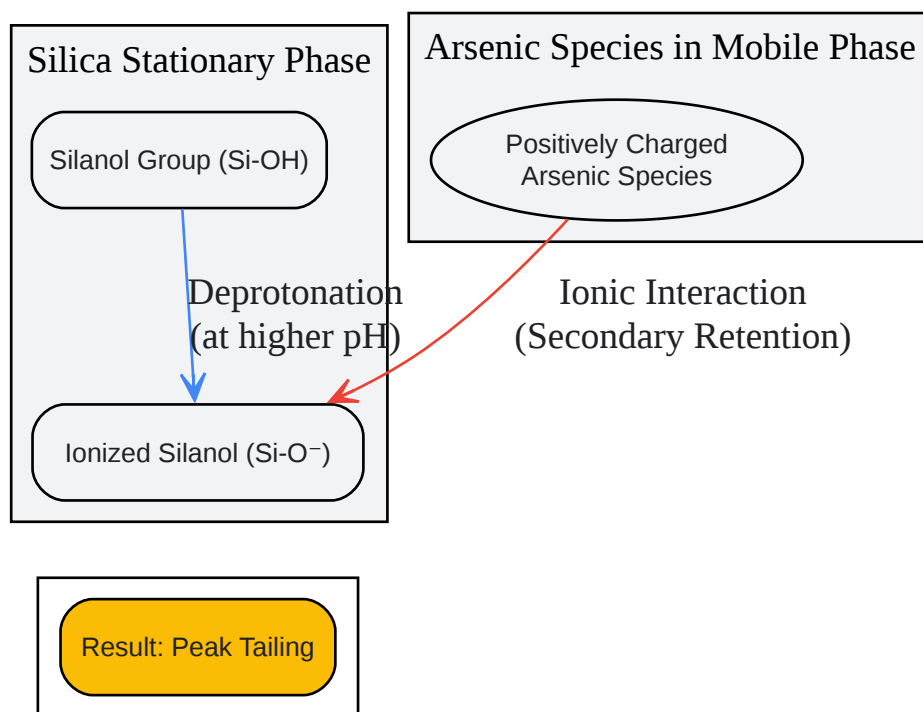 Silica Stationary Phase
Silanol Group (Si-OH)
Deprotonation
(at higher pH)
Ionized Silanol (Si-O⁻)
Arsenic Species in Mobile Phase
Positively Charged
Arsenic Species
Ionic Interaction
(Secondary Retention)
Result: Peak Tailing